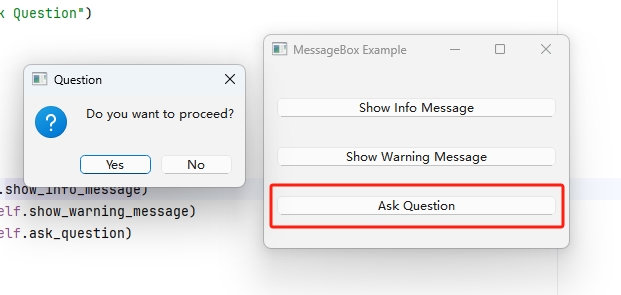 k Question")
Question
Do you want to proceed?
Yes
No
MessageBox Example
Show Info Message
Show Warning Message
Ask Question
.show_info_message)
elf.show_warning_message)
elf.ask_question)